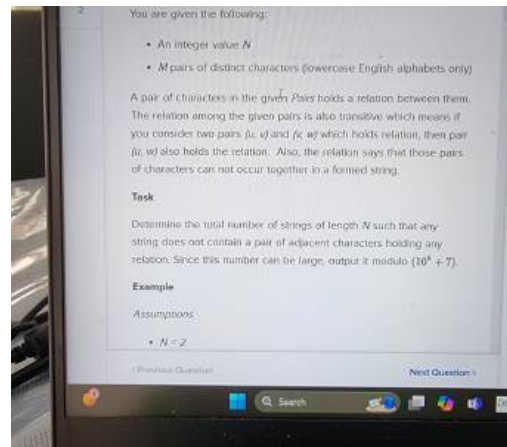 2
You are given the following:
• An integer value N
• M pairs of distinct characters (lowercase English alphabets only)
A pair of characters in the given Pairs holds a relation between them.
The relation among the given pairs is also transitive which means if
you consider two pairs (u, v) and (v, w) which holds relation, then pair
(u, w) also holds the relation. Also, the relation says that those pairs
of characters can not occur together in a formed string.
Task
Determine the total number of strings of length N such that any
string does not contain a pair of adjacent characters holding any
relation. Since this number can be large, output it modulo (10⁹ + 7).
Example
Assumptions
• N = 2
‹ Previous Question
Next Question ›
Search